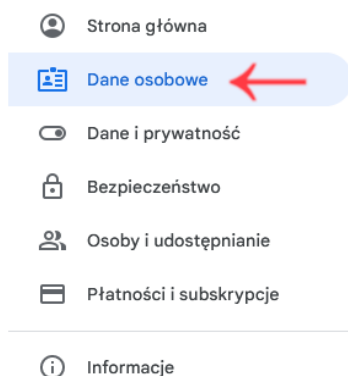 Strona główna
Dane osobowe
Dane i prywatność
Bezpieczeństwo
Osoby i udostępnianie
Płatności i subskrypcje
Informacje